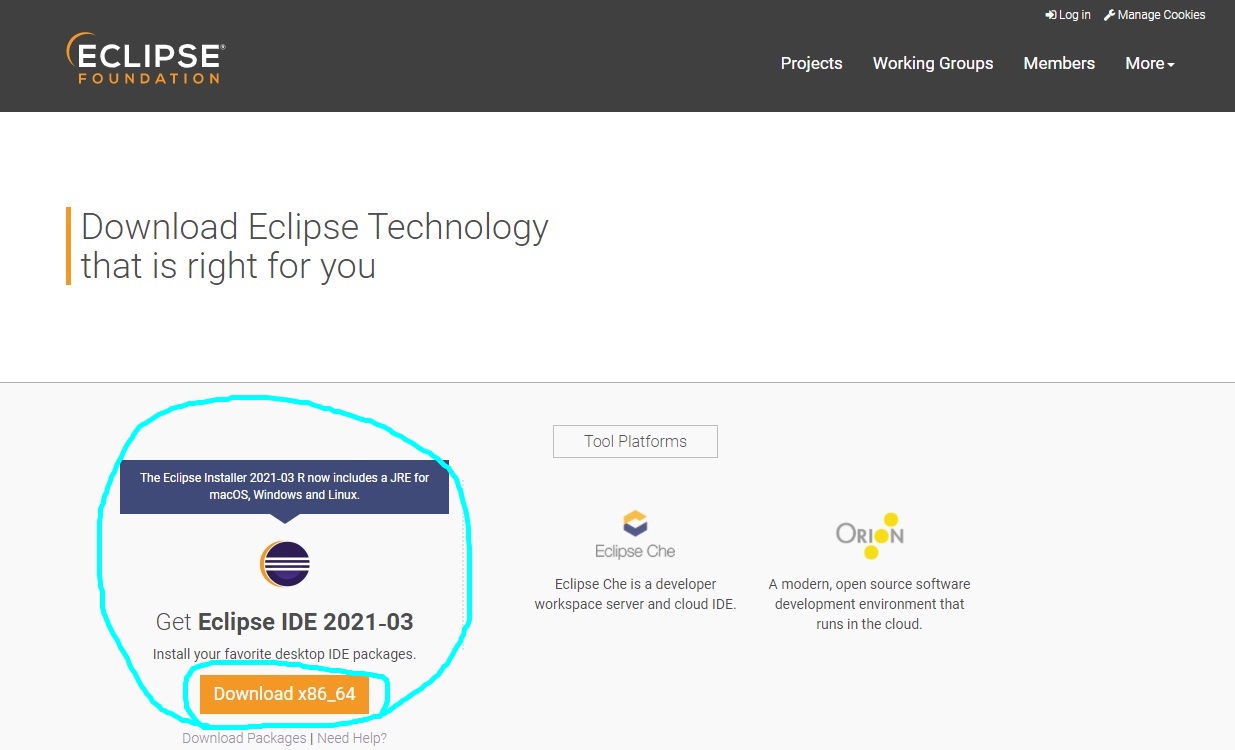 Log in
Manage Cookies
ECLIPSE®
FOUNDATION
Projects
Working Groups
Members
More
Download Eclipse Technology
that is right for you
The Eclipse Installer 2021-03 R now includes a JRE for
macOS, Windows and Linux.
Get Eclipse IDE 2021-03
Install your favorite desktop IDE packages.
Download x86_64
Download Packages | Need Help?
Tool Platforms
Eclipse Che
Eclipse Che is a developer
workspace server and cloud IDE.
ORION
A modern, open source software
development environment that
runs in the cloud.